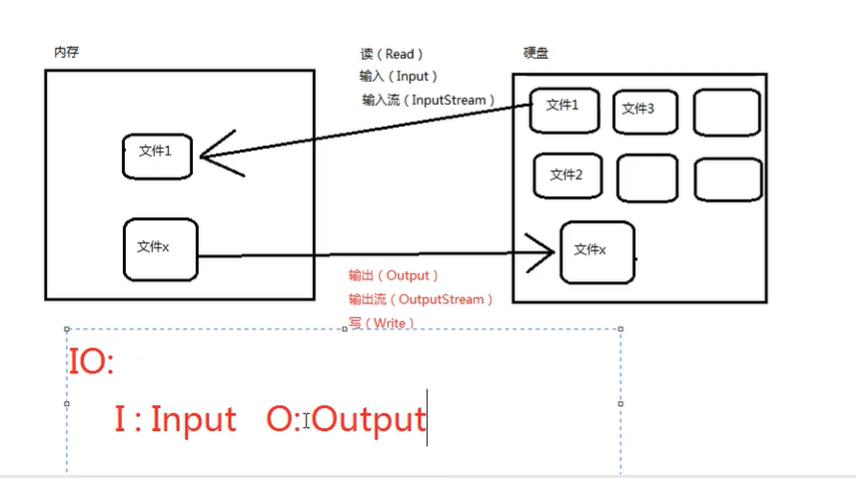 内存
读（Read）
输入（Input）
输入流（InputStream）
硬盘
文件1
文件3
文件1
文件2
文件x
文件x
输出（Output）
输出流（OutputStream）
写（Write）
IO:
I : Input O: Output